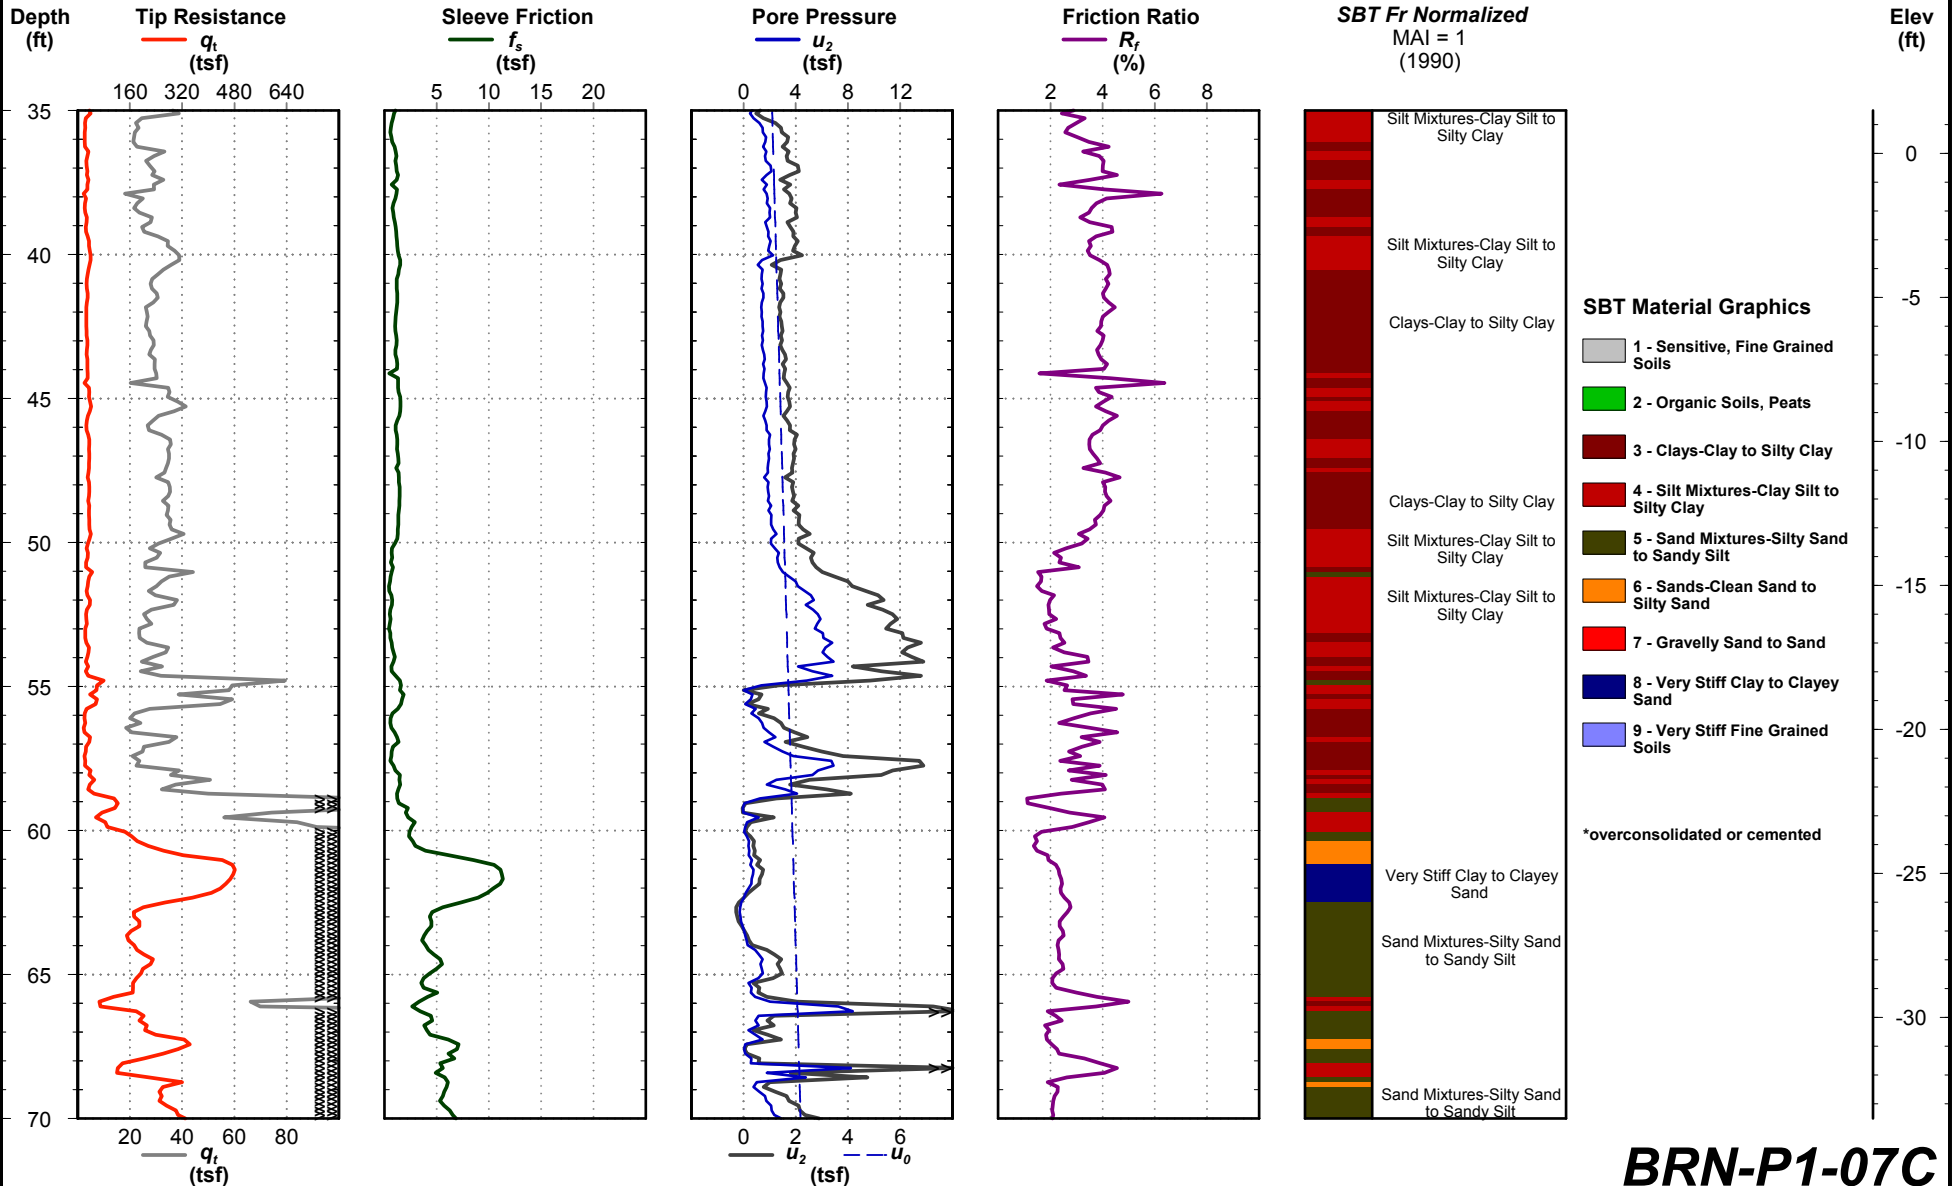 Depth
(ft)
Tip Resistance
qt
(tsf)
Sleeve Friction
fs
(tsf)
Pore Pressure
u2
(tsf)
Friction Ratio
Rf
(%)
SBT Fr Normalized
MAI = 1
(1990)
Elev
(ft)
160 320 480 640
5 10 15 20
0 4 8 12
2 4 6 8
35
40
45
50
55
60
65
70
Silt Mixtures-Clay Silt to
Silty Clay
Silt Mixtures-Clay Silt to
Silty Clay
Clays-Clay to Silty Clay
Clays-Clay to Silty Clay
Silt Mixtures-Clay Silt to
Silty Clay
Silt Mixtures-Clay Silt to
Silty Clay
Very Stiff Clay to Clayey
Sand
Sand Mixtures-Silty Sand
to Sandy Silt
Sand Mixtures-Silty Sand
to Sandy Silt
SBT Material Graphics
1 - Sensitive, Fine Grained
Soils
2 - Organic Soils, Peats
3 - Clays-Clay to Silty Clay
4 - Silt Mixtures-Clay Silt to
Silty Clay
5 - Sand Mixtures-Silty Sand
to Sandy Silt
6 - Sands-Clean Sand to
Silty Sand
7 - Gravelly Sand to Sand
8 - Very Stiff Clay to Clayey
Sand
9 - Very Stiff Fine Grained
Soils
*overconsolidated or cemented
0
-5
-10
-15
-20
-25
-30
20 40 60 80
qt
(tsf)
0 2 4 6
u2 u0
(tsf)
BRN-P1-07C